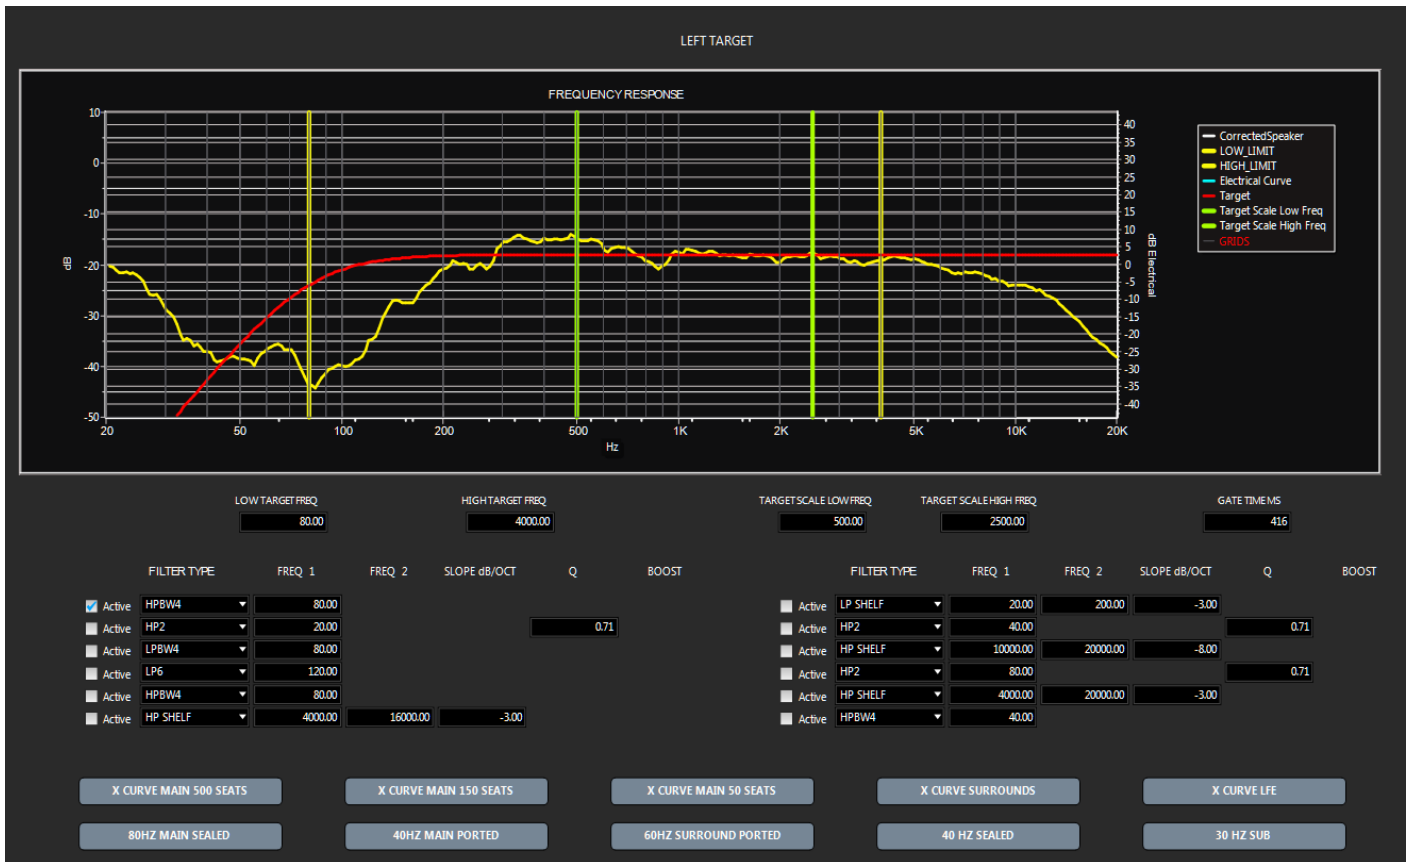 LEFT TARGET
FREQUENCY RESPONSE
10
0
-10
-20
-30
-40
-50
dB
40
35
30
25
20
15
10
5
0
-5
-10
-15
-20
-25
-30
-35
-40
dB Electrical
20 50 100 200 500 1K 2K 5K 10K 20K
Hz
CorrectedSpeaker
LOW_LIMIT
HIGH_LIMIT
Electrical Curve
Target
Target Scale Low Freq
Target Scale High Freq
GRIDS
LOW TARGET FREQ HIGH TARGET FREQ TARGET SCALE LOW FREQ TARGET SCALE HIGH FREQ GATE TIME MS
80.00 4000.00 500.00 2500.00 416
FILTER TYPE FREQ 1 FREQ 2 SLOPE dB/OCT Q BOOST
Active HPBW4 80.00
Active HP2 20.00 0.71
Active LPBW4 80.00
Active LP6 120.00
Active HPBW4 80.00
Active HP SHELF 4000.00 16000.00 -3.00
FILTER TYPE FREQ 1 FREQ 2 SLOPE dB/OCT Q BOOST
Active LP SHELF 20.00 200.00 -3.00
Active HP2 40.00 0.71
Active HP SHELF 10000.00 20000.00 -8.00
Active HP2 80.00 0.71
Active HP SHELF 4000.00 20000.00 -3.00
Active HPBW4 40.00
X CURVE MAIN 500 SEATS X CURVE MAIN 150 SEATS X CURVE MAIN 50 SEATS X CURVE SURROUNDS X CURVE LFE
80HZ MAIN SEALED 40HZ MAIN PORTED 60HZ SURROUND PORTED 40 HZ SEALED 30 HZ SUB